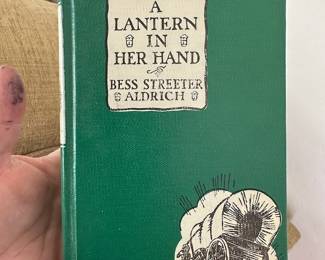 A
LANTERN
IN
HER HAND
BESS STREETER
ALDRICH